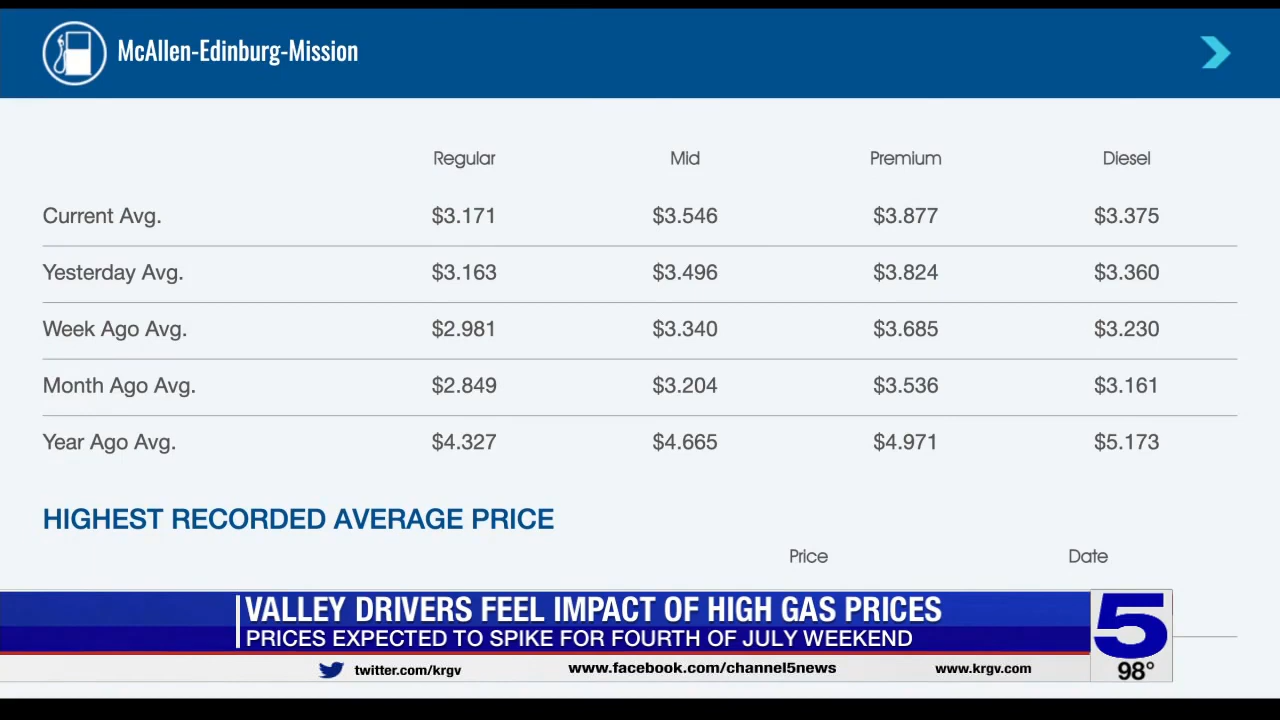 McAllen-Edinburg-Mission
Regular Mid Premium Diesel
Current Avg. $3.171 $3.546 $3.877 $3.375
Yesterday Avg. $3.163 $3.496 $3.824 $3.360
Week Ago Avg. $2.981 $3.340 $3.685 $3.230
Month Ago Avg. $2.849 $3.204 $3.536 $3.161
Year Ago Avg. $4.327 $4.665 $4.971 $5.173
HIGHEST RECORDED AVERAGE PRICE
Price Date
VALLEY DRIVERS FEEL IMPACT OF HIGH GAS PRICES
PRICES EXPECTED TO SPIKE FOR FOURTH OF JULY WEEKEND
5
twitter.com/krgv www.facebook.com/channel5news www.krgv.com 98°